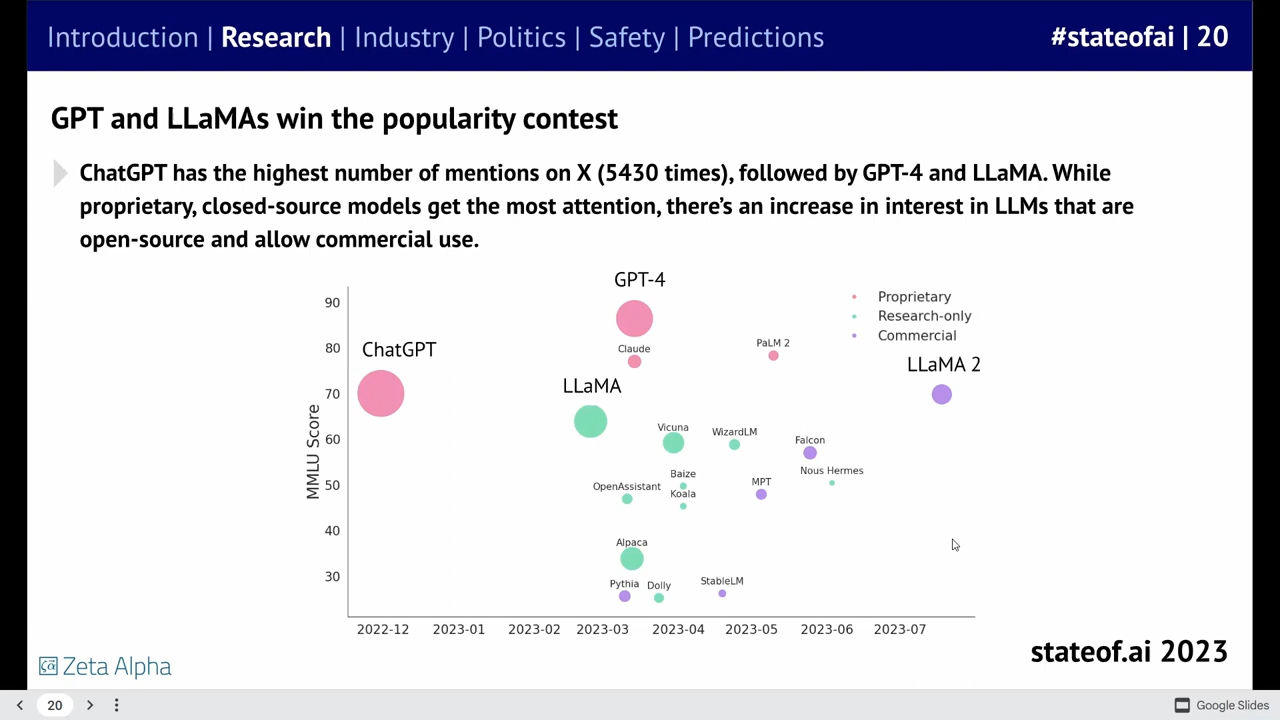 Introduction | Research | Industry | Politics | Safety | Predictions
#stateofai | 20
GPT and LLaMAs win the popularity contest
ChatGPT has the highest number of mentions on X (5430 times), followed by GPT-4 and LLaMA. While
proprietary, closed-source models get the most attention, there's an increase in interest in LLMs that are
open-source and allow commercial use.
GPT-4
90
Proprietary
Research-only
Commercial
80
ChatGPT
Claude
PaLM 2
LLaMA 2
LLaMA
70
MMLU Score
60
Vicuna
WizardLM
Falcon
50
OpenAssistant
Baize
Koala
MPT
Nous Hermes
40
Alpaca
30
Pythia
Dolly
StableLM
2022-12
2023-01
2023-02
2023-03
2023-04
2023-05
2023-06
2023-07
ζα Zeta Alpha
stateof.ai 2023
20
Google Slides